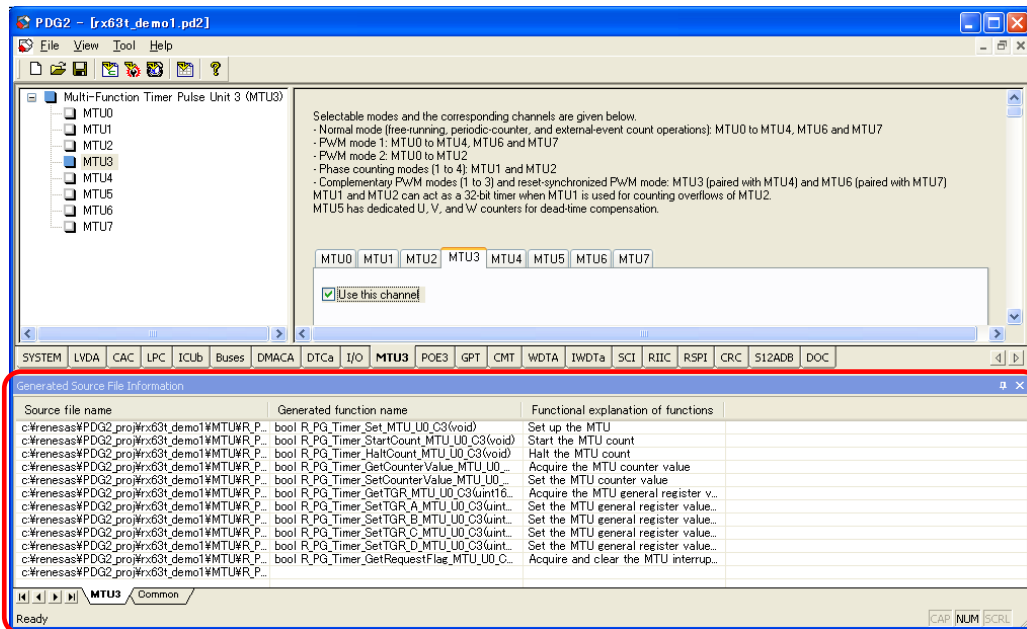 PDG2 - [rx63t_demo1.pd2]
File View Tool Help
Multi-Function Timer Pulse Unit 3 (MTU3)
MTU0
MTU1
MTU2
MTU3
MTU4
MTU5
MTU6
MTU7
Selectable modes and the corresponding channels are given below.
- Normal mode (free-running, periodic-counter, and external-event count operations): MTU0 to MTU4, MTU6 and MTU7
- PWM mode 1: MTU0 to MTU4, MTU6 and MTU7
- PWM mode 2: MTU0 to MTU2
- Phase counting modes (1 to 4): MTU1 and MTU2
- Complementary PWM modes (1 to 3) and reset-synchronized PWM mode: MTU3 (paired with MTU4) and MTU6 (paired with MTU7)
MTU1 and MTU2 can act as a 32-bit timer when MTU1 is used for counting overflows of MTU2.
MTU5 has dedicated U, V, and W counters for dead-time compensation.
MTU0 MTU1 MTU2 MTU3 MTU4 MTU5 MTU6 MTU7
Use this channel
SYSTEM LVDA CAC LPC ICUb Buses DMACA DTCa I/O MTU3 POE3 GPT CMT WDTA IWDTa SCI RIIC RSPI CRC S12ADB DOC
Generated Source File Information
Source file name Generated function name Functional explanation of functions
c:¥renesas¥PDG2_proj¥rx63t_demo1¥MTU¥R_P... bool R_PG_Timer_Set_MTU_U0_C3(void) Set up the MTU
c:¥renesas¥PDG2_proj¥rx63t_demo1¥MTU¥R_P... bool R_PG_Timer_StartCount_MTU_U0_C3(void) Start the MTU count
c:¥renesas¥PDG2_proj¥rx63t_demo1¥MTU¥R_P... bool R_PG_Timer_HaltCount_MTU_U0_C3(void) Halt the MTU count
c:¥renesas¥PDG2_proj¥rx63t_demo1¥MTU¥R_P... bool R_PG_Timer_GetCounterValue_MTU_U0_... Acquire the MTU counter value
c:¥renesas¥PDG2_proj¥rx63t_demo1¥MTU¥R_P... bool R_PG_Timer_SetCounterValue_MTU_U0_... Set the MTU counter value
c:¥renesas¥PDG2_proj¥rx63t_demo1¥MTU¥R_P... bool R_PG_Timer_GetTGR_MTU_U0_C3(uint16... Acquire the MTU general register v...
c:¥renesas¥PDG2_proj¥rx63t_demo1¥MTU¥R_P... bool R_PG_Timer_SetTGR_A_MTU_U0_C3(uint... Set the MTU general register value...
c:¥renesas¥PDG2_proj¥rx63t_demo1¥MTU¥R_P... bool R_PG_Timer_SetTGR_B_MTU_U0_C3(uint... Set the MTU general register value...
c:¥renesas¥PDG2_proj¥rx63t_demo1¥MTU¥R_P... bool R_PG_Timer_SetTGR_C_MTU_U0_C3(uint... Set the MTU general register value...
c:¥renesas¥PDG2_proj¥rx63t_demo1¥MTU¥R_P... bool R_PG_Timer_SetTGR_D_MTU_U0_C3(uint... Set the MTU general register value...
c:¥renesas¥PDG2_proj¥rx63t_demo1¥MTU¥R_P... bool R_PG_Timer_GetRequestFlag_MTU_U0_C... Acquire and clear the MTU interrup...
c:¥renesas¥PDG2_proj¥rx63t_demo1¥MTU¥R_P...
MTU3 Common
Ready CAP NUM SCRL